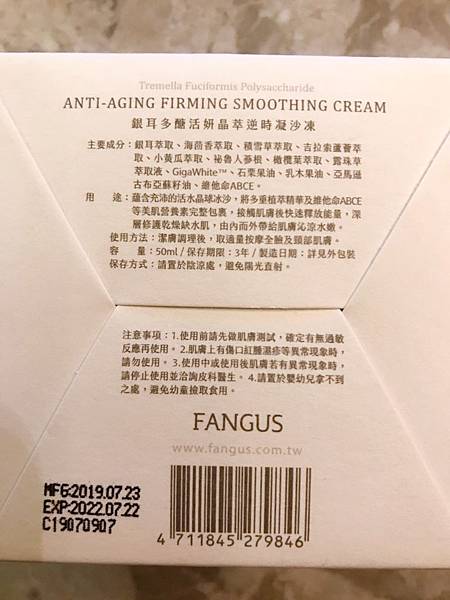 Tremella Fuciformis Polysaccharide
ANTI-AGING FIRMING SMOOTHING CREAM
銀耳多醣活妍晶萃逆時凝沙凍
主要成分：銀耳萃取、海茴香萃取、積雪草萃取、吉拉索蘆薈萃
取、小黃瓜萃取、祕魯人參根、橄欖葉萃取、露珠草
萃取液、GigaWhite™、石栗果油、乳木果油、亞馬遜
古布亞蘇籽油、維他命ABCE。
用　　途：蘊含充沛的活水晶球冰沙，將多重植萃精華及維他命ABCE
等美肌營養素完整包裹，接觸肌膚後快速釋放能量，深
層修護乾燥缺水肌，由內而外帶給肌膚沁涼水嫩。
使用方法：潔膚調理後，取適量按摩全臉及頸部肌膚。
容　　量：50ml / 保存期限：3年 / 製造日期：詳見外包裝
保存方式：請置於陰涼處，避免陽光直射。
注意事項：1.使用前請先做肌膚測試，確定有無過敏
反應再使用。2.肌膚上有傷口紅腫濕疹等異常現象時，
請勿使用。3.使用中或使用後肌膚若有異常現象時，
請停止使用並洽詢皮科醫生。4.請置於嬰幼兒拿不到
之處，避免幼童撿取食用。
FANGUS
www.fangus.com.tw
MFG:2019.07.23
EXP:2022.07.22
C19070907
4 711845 279846